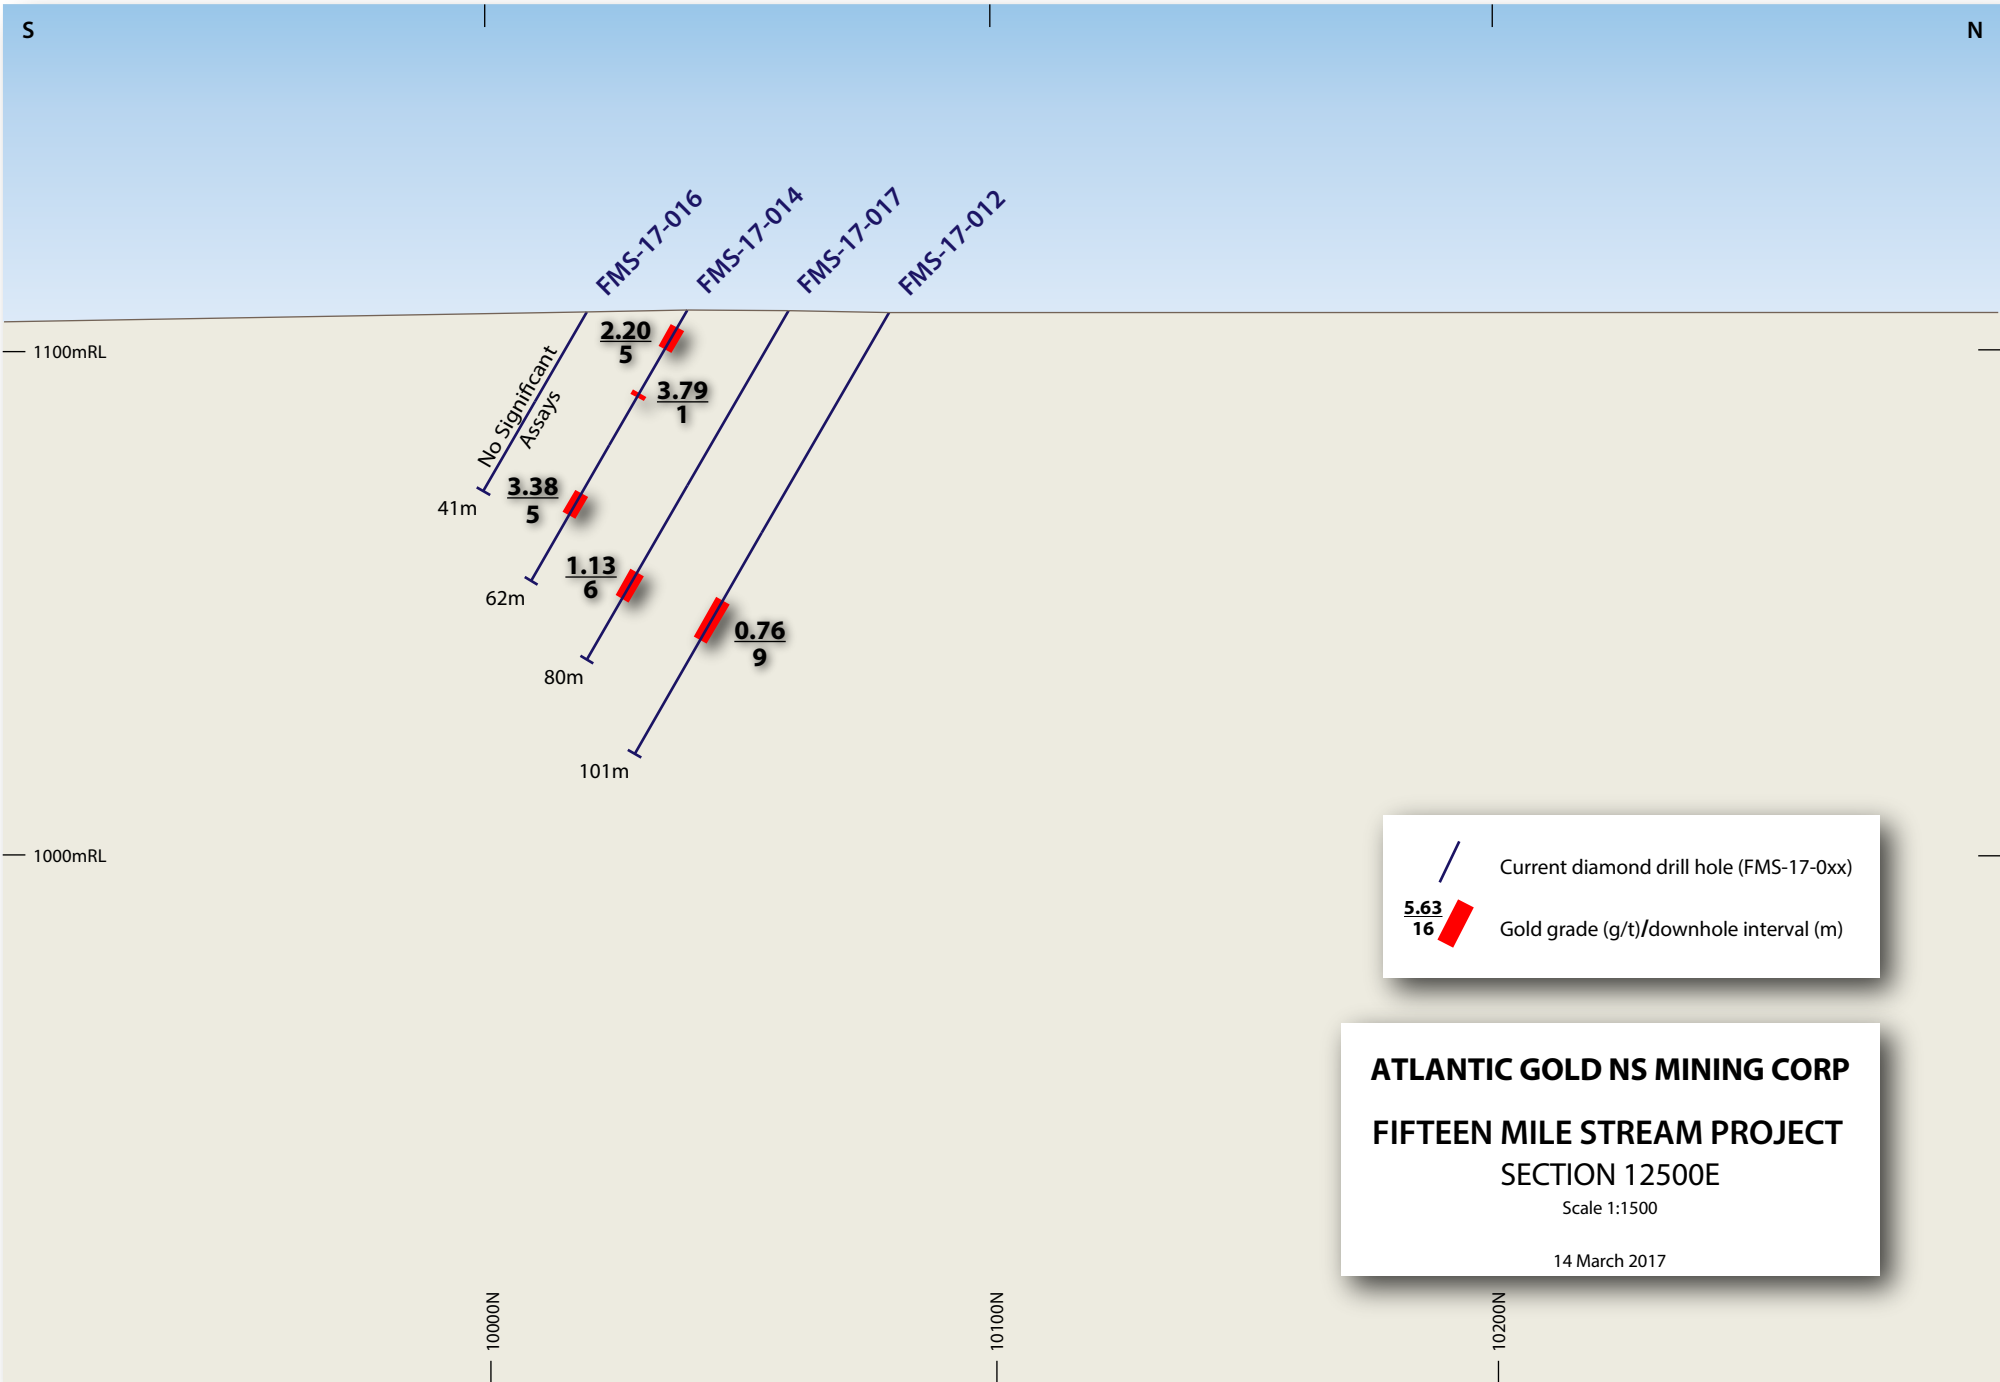 S
N
FMS-17-016
FMS-17-014
FMS-17-017
FMS-17-012
1100mRL
No Significant
Assays
2.20
5
3.79
1
3.38
5
41m
1.13
6
62m
0.76
9
80m
101m
1000mRL
Current diamond drill hole (FMS-17-0xx)
5.63
16
Gold grade (g/t)/downhole interval (m)
ATLANTIC GOLD NS MINING CORP
FIFTEEN MILE STREAM PROJECT
SECTION 12500E
Scale 1:1500
14 March 2017
10000N
10100N
10200N